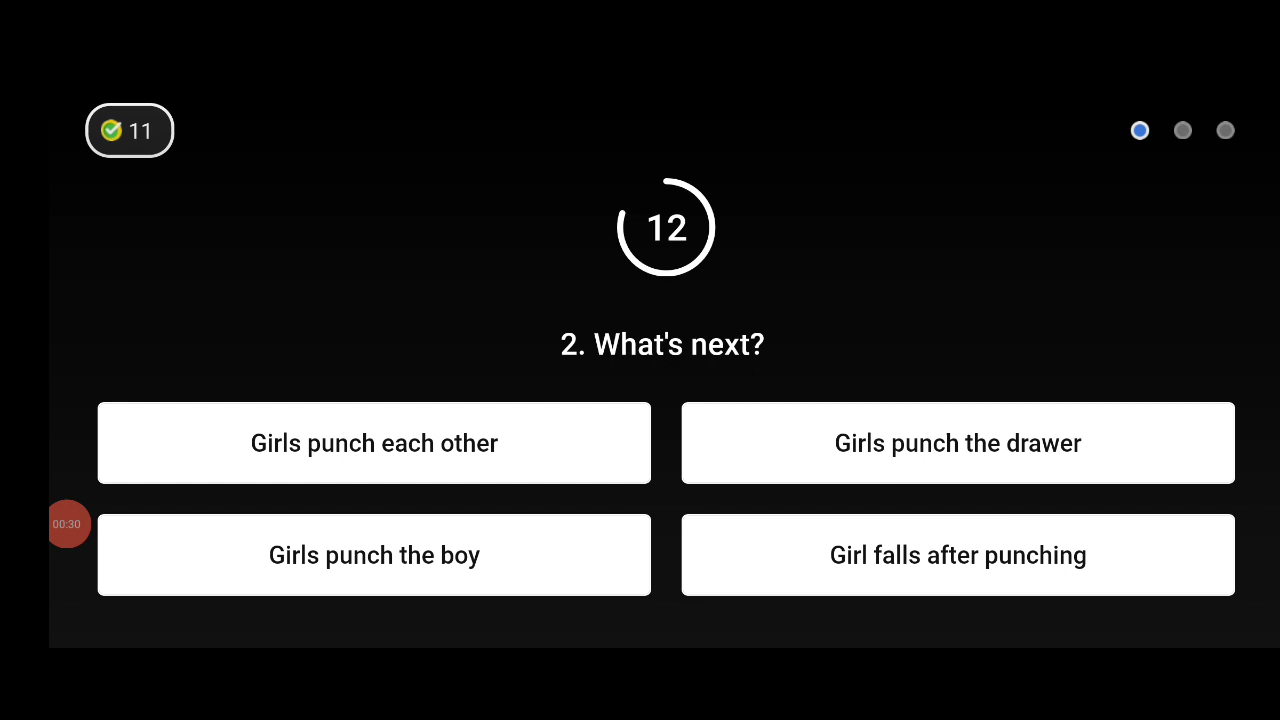 11
12
2. What's next?
Girls punch each other
Girls punch the drawer
00:30
Girls punch the boy
Girl falls after punching